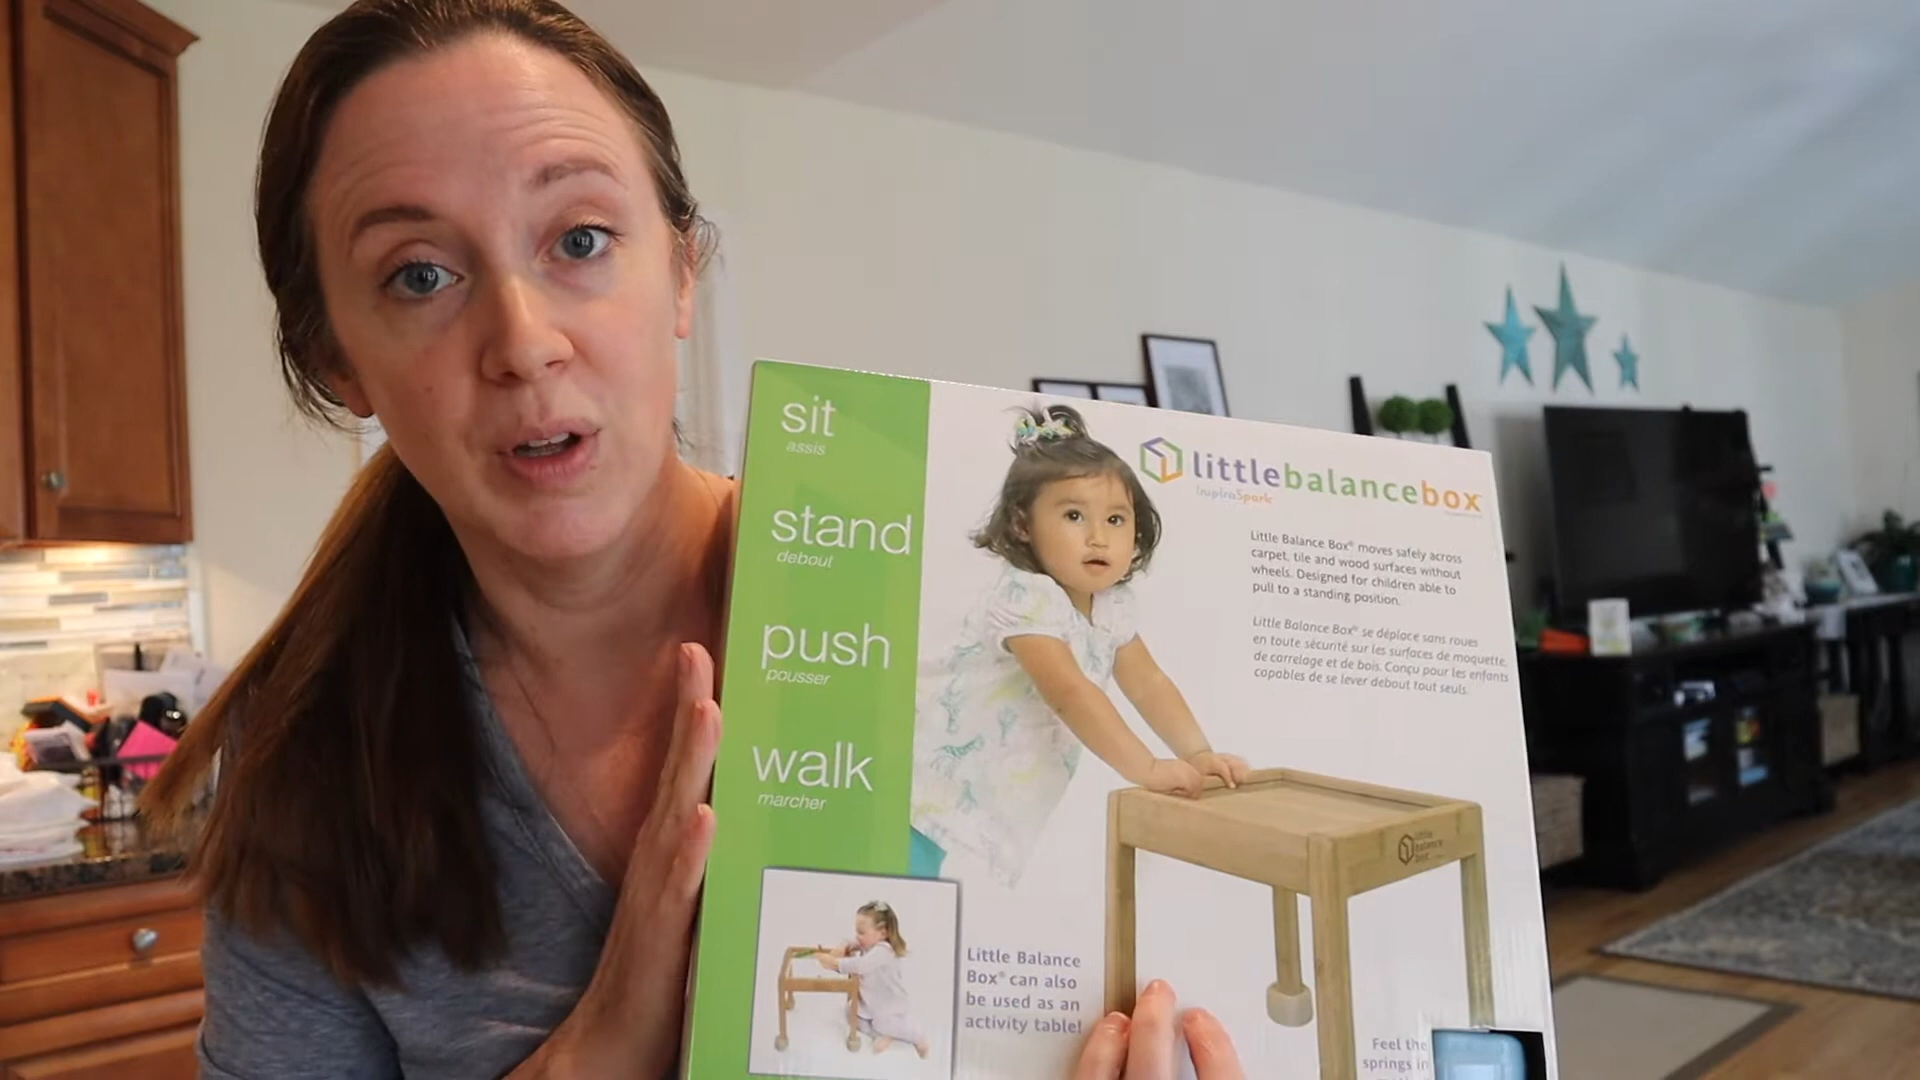 sit
assis
stand
debout
push
pousser
walk
marcher
littlebalancebox
InspiraSpark
Little Balance Box® moves safely across
carpet, tile and wood surfaces without
wheels. Designed for children able to
pull to a standing position.
Little Balance Box® se déplace sans roues
en toute sécurité sur les surfaces de moquette,
de carrelage et de bois. Conçu pour les enfants
capables de se lever debout tout seuls.
little
balance
box
Little Balance
Box® can also
be used as an
activity table!
Feel the
springs in